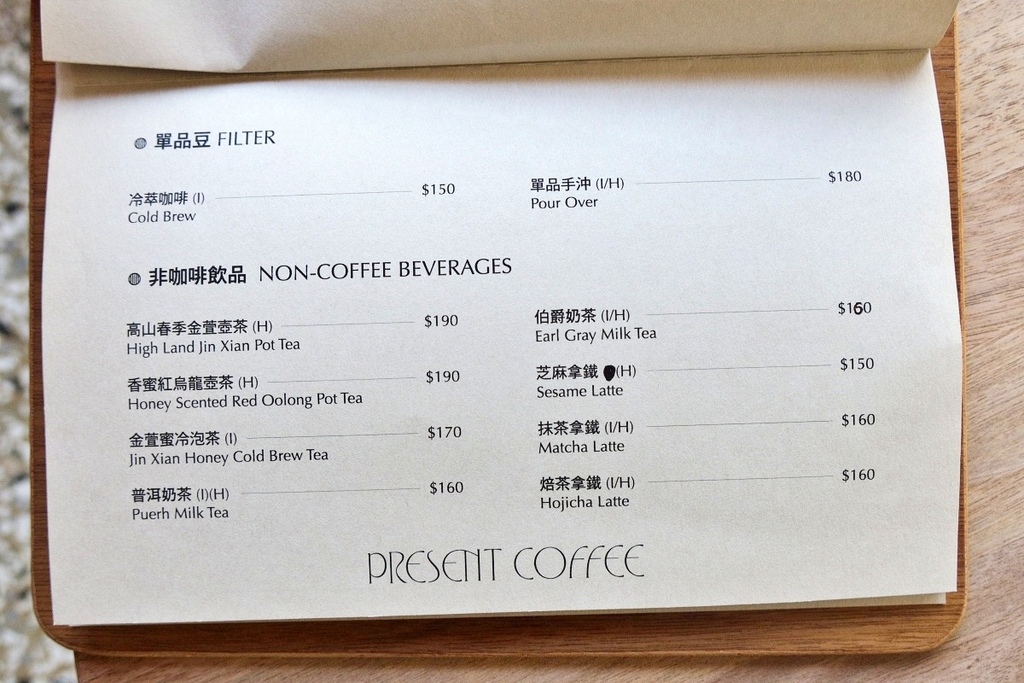 單品豆 FILTER
冷萃咖啡 (I) $150
Cold Brew
單品手沖 (I/H) $180
Pour Over
非咖啡飲品 NON-COFFEE BEVERAGES
高山春季金萱壺茶 (H) $190
High Land Jin Xian Pot Tea
香蜜紅烏龍壺茶 (H) $190
Honey Scented Red Oolong Pot Tea
金萱蜜冷泡茶 (I) $170
Jin Xian Honey Cold Brew Tea
普洱奶茶 (I)(H) $160
Puerh Milk Tea
伯爵奶茶 (I/H) $160
Earl Gray Milk Tea
芝麻拿鐵 (H) $150
Sesame Latte
抹茶拿鐵 (I/H) $160
Matcha Latte
焙茶拿鐵 (I/H) $160
Hojicha Latte
PRESENT COFFEE